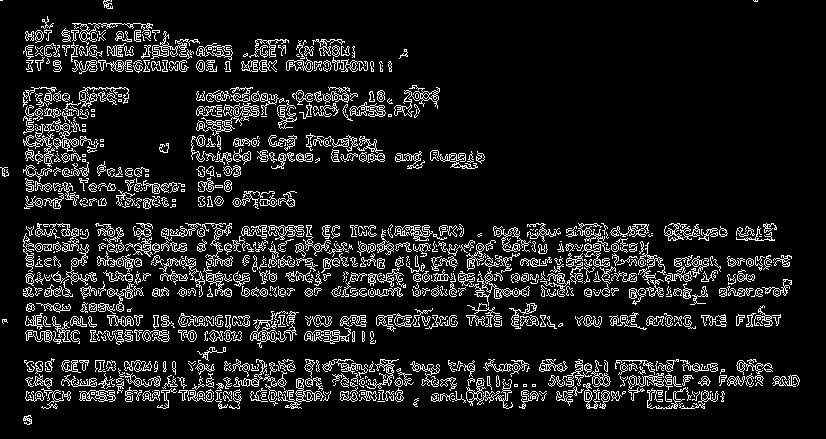 HOT STOCK ALERT!
EXCITING NEW ISSUE ARSS . GET IN NOW!
IT'S JUST BEGINING OF 1 WEEK PROMOTION!!!
Trade Date: Wednesday, October 18, 2006
Company: AMEROSSI EC INC (ARSS.PK)
Symbol: ARSS
Category: Oil and Gas Industry
Region: United States, Europe and Russia
Current Price: $4.03
Short Term Target: $6-8
Long Term Target: $10 or more
You may not be aware of AMEROSSI EC INC (ARSS.PK) , but you should be. Because this
company represents a terrific profit opportunity for early investors!
Sick of hedge funds and flippers getting all the great new issues? Most stock brokers
give out their new issues to their largest commission paying clients and if you
trade through an online broker or discount broker good luck ever getting a share of
a new issue.
WELL ALL THAT IS CHANGING, IF YOU ARE RECEIVING THIS EMAIL, YOU ARE AMONG THE FIRST
PUBLIC INVESTORS TO KNOW ABOUT ARSS!!!
$$$ GET IN NOW!!! You know the old saying, buy the rumor and sell on the news. Once
the news is out it is time to get ready for next rally... JUST DO YOURSELF A FAVOR AND
WATCH ARSS START TRADING WEDNESDAY MORNING , and DON'T SAY WE DIDN'T TELL YOU!